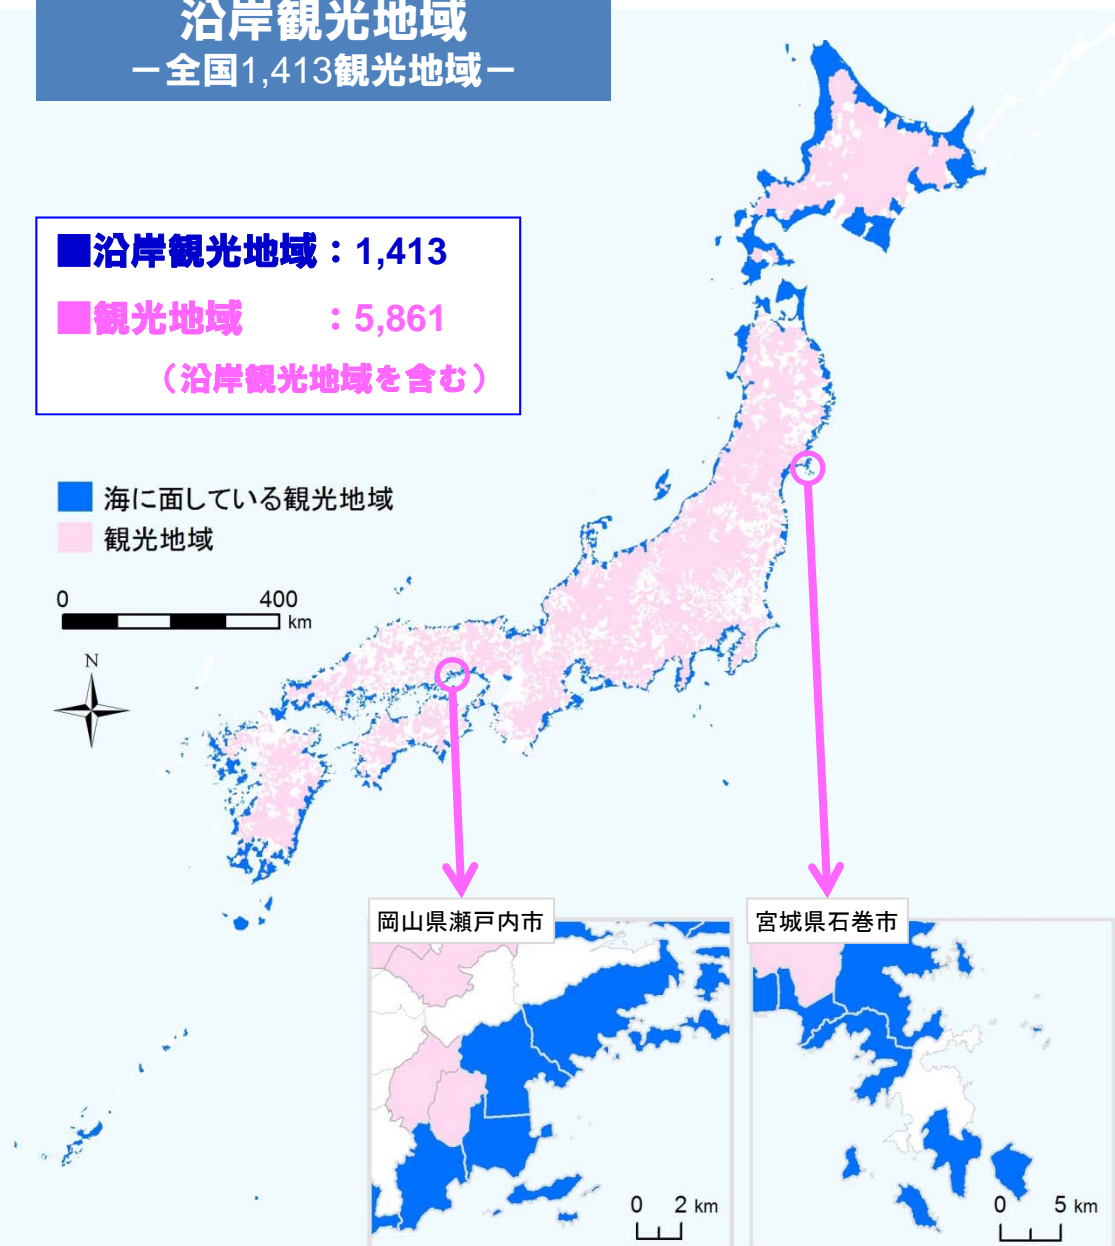 沿岸観光地域
－全国1,413観光地域－
■沿岸観光地域：1,413
■観光地域　　：5,861
（沿岸観光地域を含む）
海に面している観光地域
観光地域
0 400 km
N
岡山県瀬戸内市
宮城県石巻市
0 2 km
0 5 km